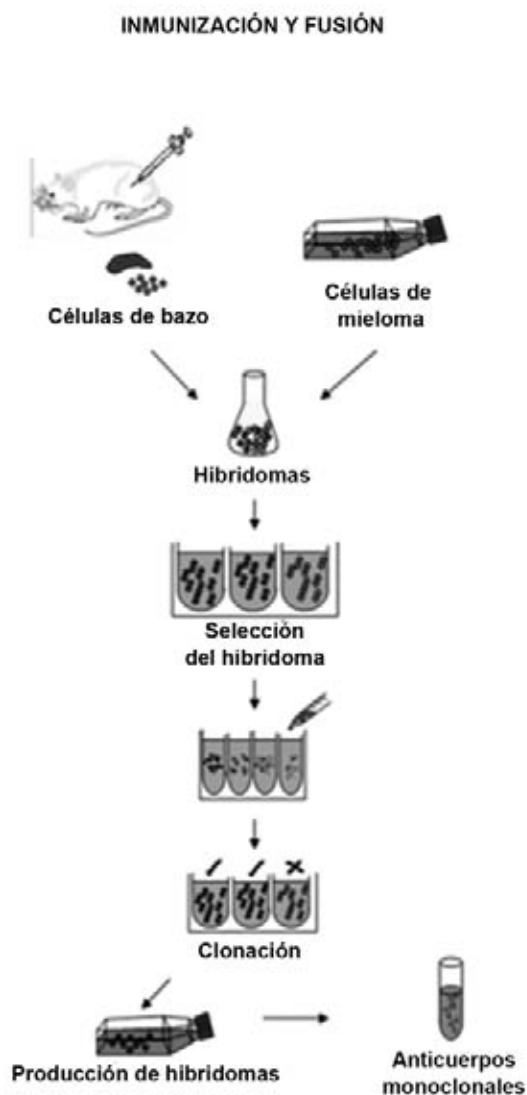 INMUNIZACIÓN Y FUSIÓN
Células de bazo
Células de
mieloma
Hibridomas
Selección
del hibridoma
Clonación
Producción de hibridomas
Anticuerpos
monoclonales